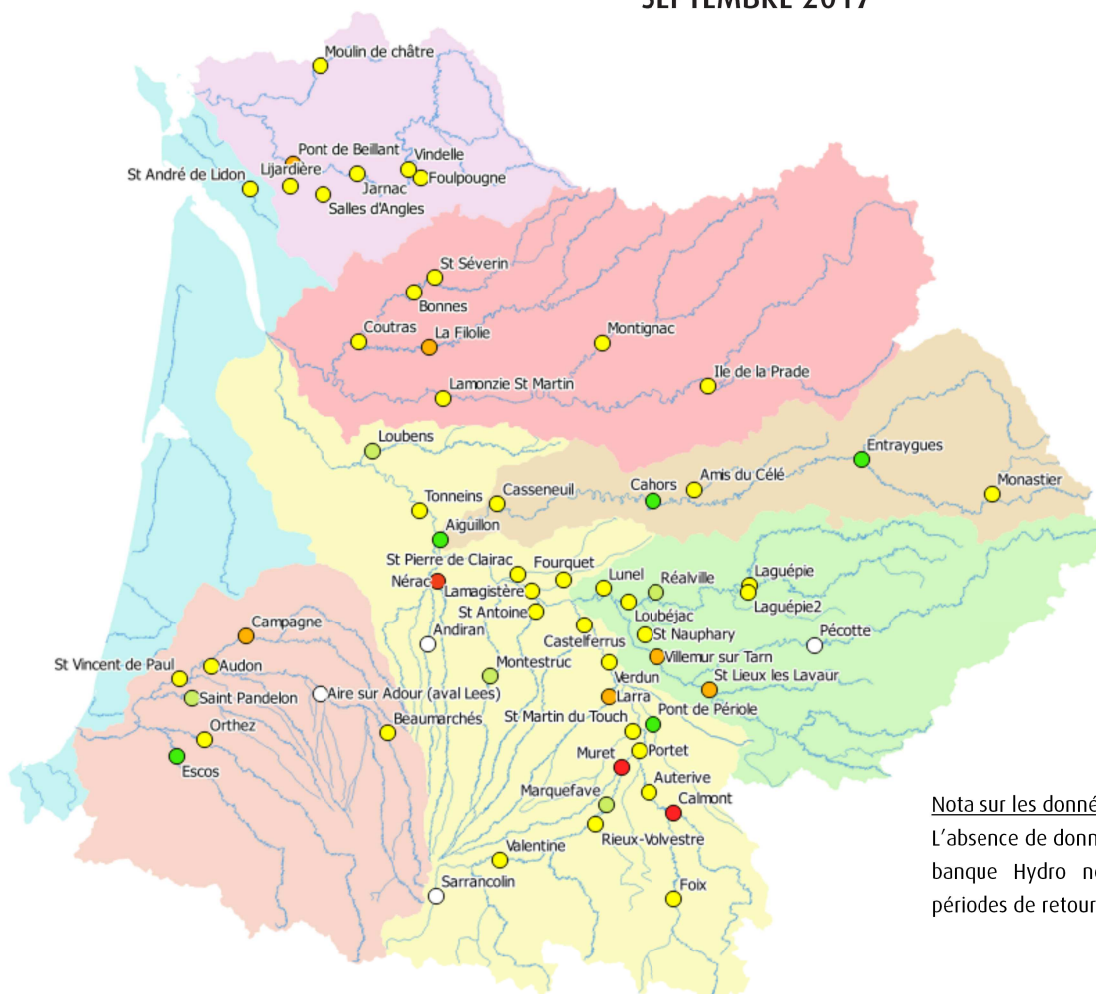 SEPTEMBRE 2017
Moulin de châtre
Pont de Beillant
Vindelle
Lijardière
St André de Lidon
Foulpougne
Jarnac
Salles d'Angles
St Séverin
Bonnes
Coutras
La Filolie
Montignac
Ile de la Prade
Lamonzie St Martin
Loubens
Entraygues
Amis du Célé
Cahors
Monastier
Tonneins
Casseneuil
Aiguillon
St Pierre de Clairac
Fourquet
Lunel
Réalville
Laguépie
Nérac
Lamagistère
Laguépie2
St Antoine
Loubéjac
Campagne
Andiran
Castelferrus
St Nauphary
Pécotte
St Vincent de Paul
Audon
Montestruc
Villemur sur Tarn
Verdun
St Lieux les Lavaur
Saint Pandelon
Aire sur Adour (aval Lees)
Larra
Orthez
Beaumarchés
St Martin du Touch
Pont de Périole
Escos
Muret
Portet
Auterive
Marquefave
Calmont
Rieux-Volvestre
Valentine
Sarrancolin
Foix
Nota sur les donné
L'absence de donn
banque Hydro n
périodes de retour